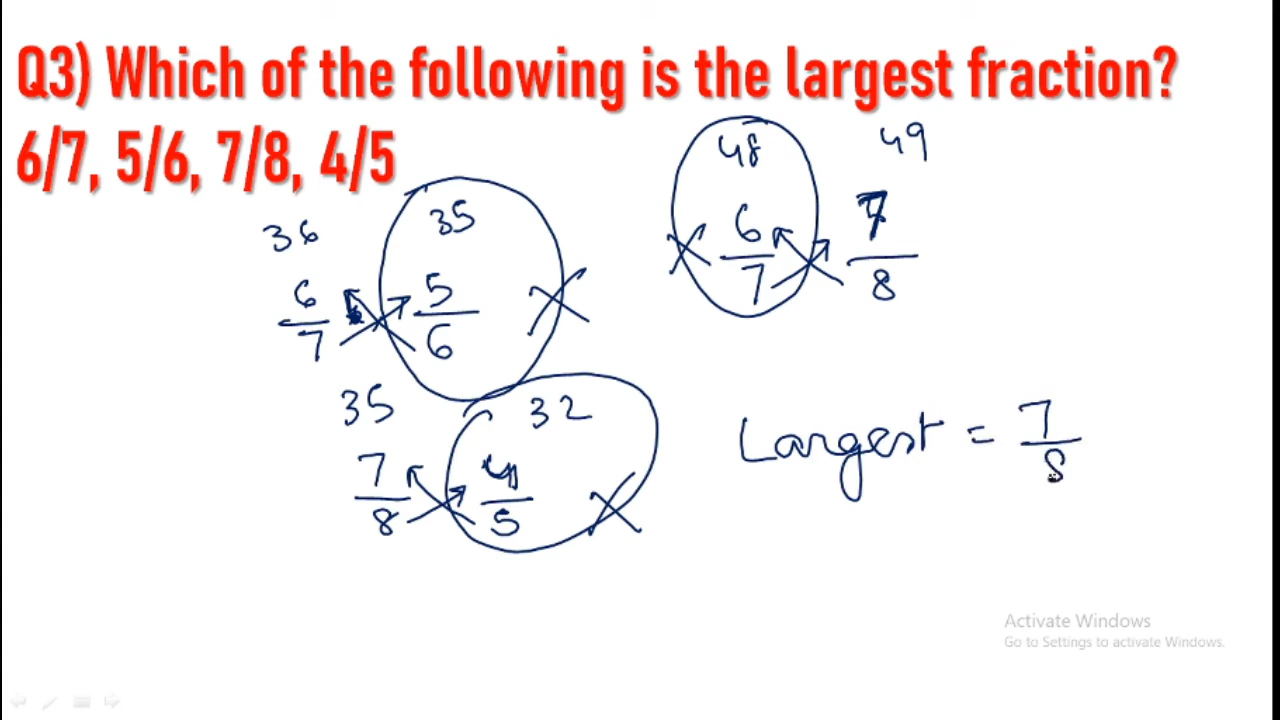 Q3) Which of the following is the largest fraction?
6/7, 5/6, 7/8, 4/5
36 35
6/7 5/6
48 49
6/7 7/8
35 32
7/8 4/5
Largest = 7/8
Activate Windows
Go to Settings to activate Windows.